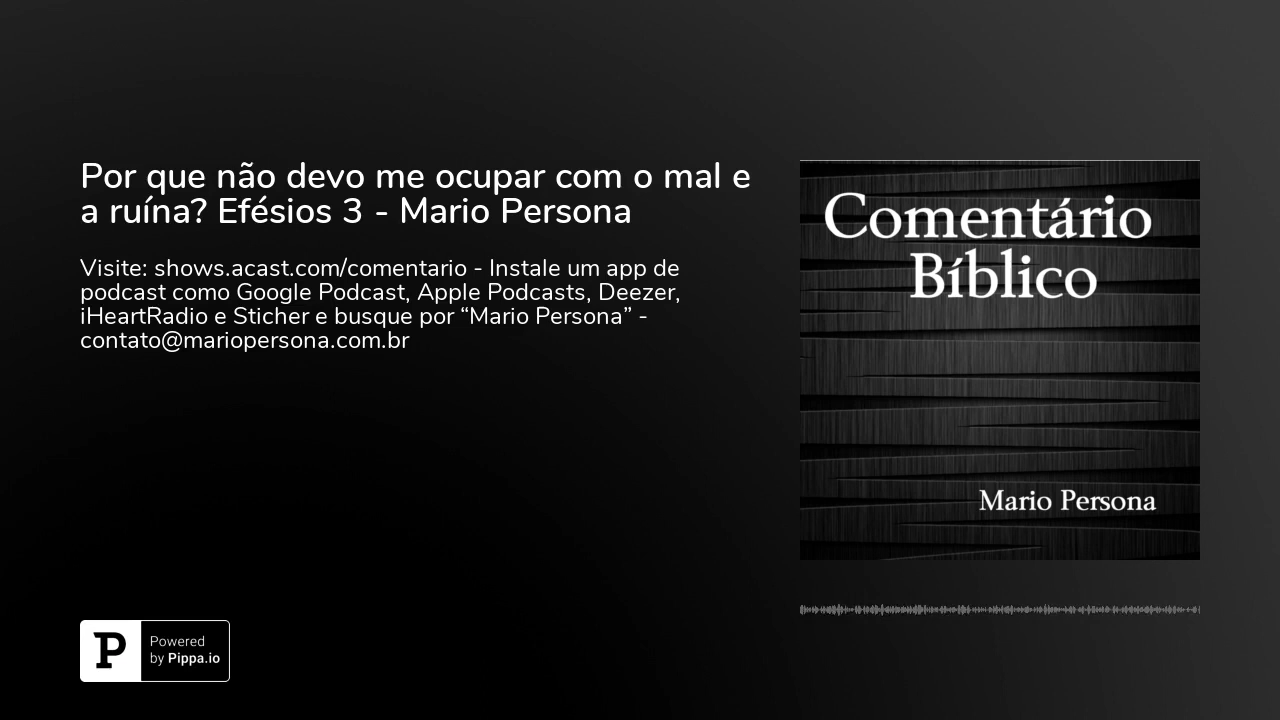 Por que não devo me ocupar com o mal e
a ruína? Efésios 3 - Mario Persona
Visite: shows.acast.com/comentario - Instale um app de
podcast como Google Podcast, Apple Podcasts, Deezer,
iHeartRadio e Sticher e busque por “Mario Persona” -
contato@mariopersona.com.br
Comentário
Bíblico
Mario Persona
P
Powered
by Pippa.io